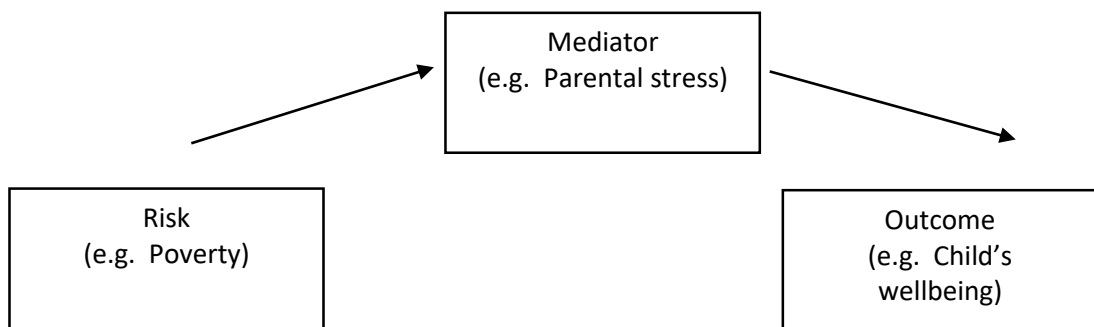 Mediator
(e.g.  Parental stress)
Risk
(e.g.  Poverty)
Outcome
(e.g.  Child’s
wellbeing)